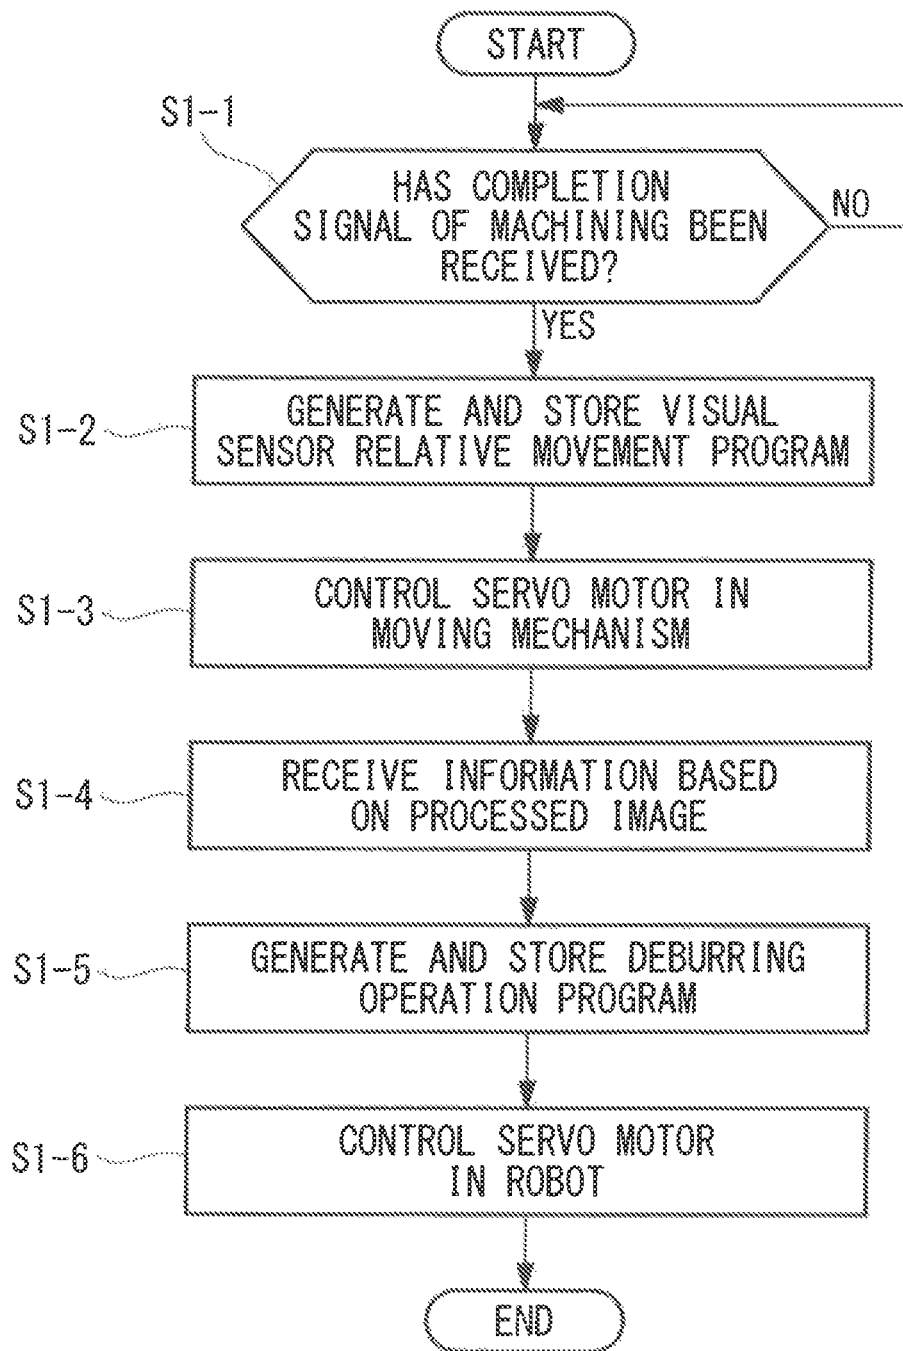 START
S1-1
HAS COMPLETION
SIGNAL OF MACHINING BEEN
RECEIVED?
NO
YES
S1-2
GENERATE AND STORE VISUAL
SENSOR RELATIVE MOVEMENT PROGRAM
S1-3
CONTROL SERVO MOTOR IN
MOVING MECHANISM
S1-4
RECEIVE INFORMATION BASED
ON PROCESSED IMAGE
S1-5
GENERATE AND STORE DEBURRING
OPERATION PROGRAM
S1-6
CONTROL SERVO MOTOR
IN ROBOT
END